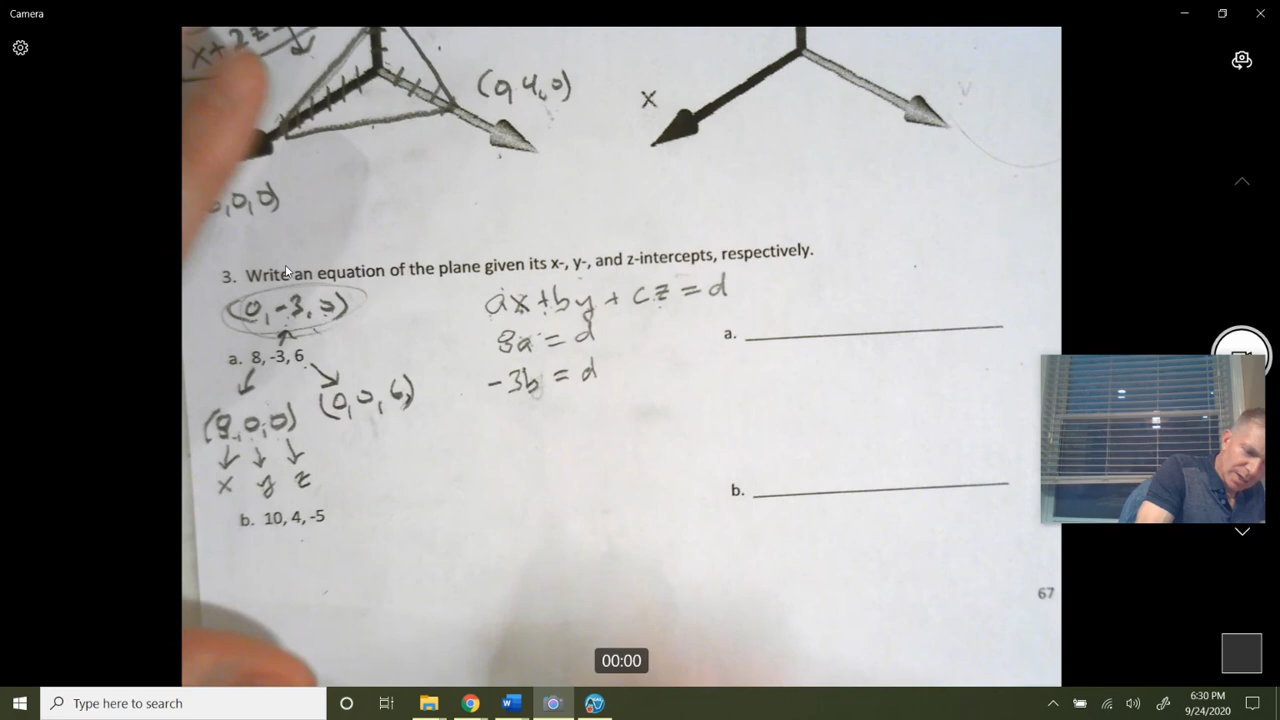 Camera
x + 2z
(0,4,0)
x
,0,0)
3. Write an equation of the plane given its x-, y-, and z-intercepts, respectively.
(0,-3,0)
ax+by+cz=d
a.
8a=d
a. 8, -3, 6
-3b=d
(0,0,6)
(8,0,0)
x y z
b.
b. 10, 4, -5
67
00:00
Type here to search
6:30 PM
9/24/2020